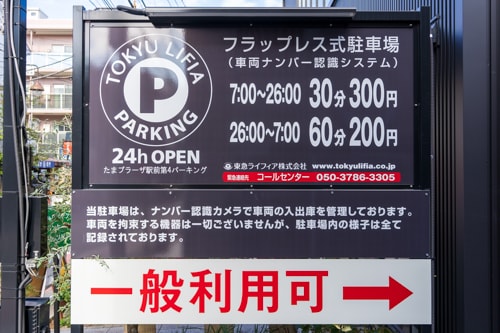 TOKYU LIFIA
P
PARKING
24h OPEN
たまプラーザ駅前第4パーキング
フラップレス式駐車場
(車両ナンバー認識システム)
7:00~26:00 30分300円
26:00~7:00 60分200円
東急ライフィア株式会社 www.tokyulifia.co.jp
緊急連絡先 コールセンター 050-3786-3305
当駐車場は、ナンバー認識カメラで車両の入出庫を管理しております。
車両を拘束する機器は一切ございませんが、駐車場内の様子は全て
記録されております。
一般利用可 →